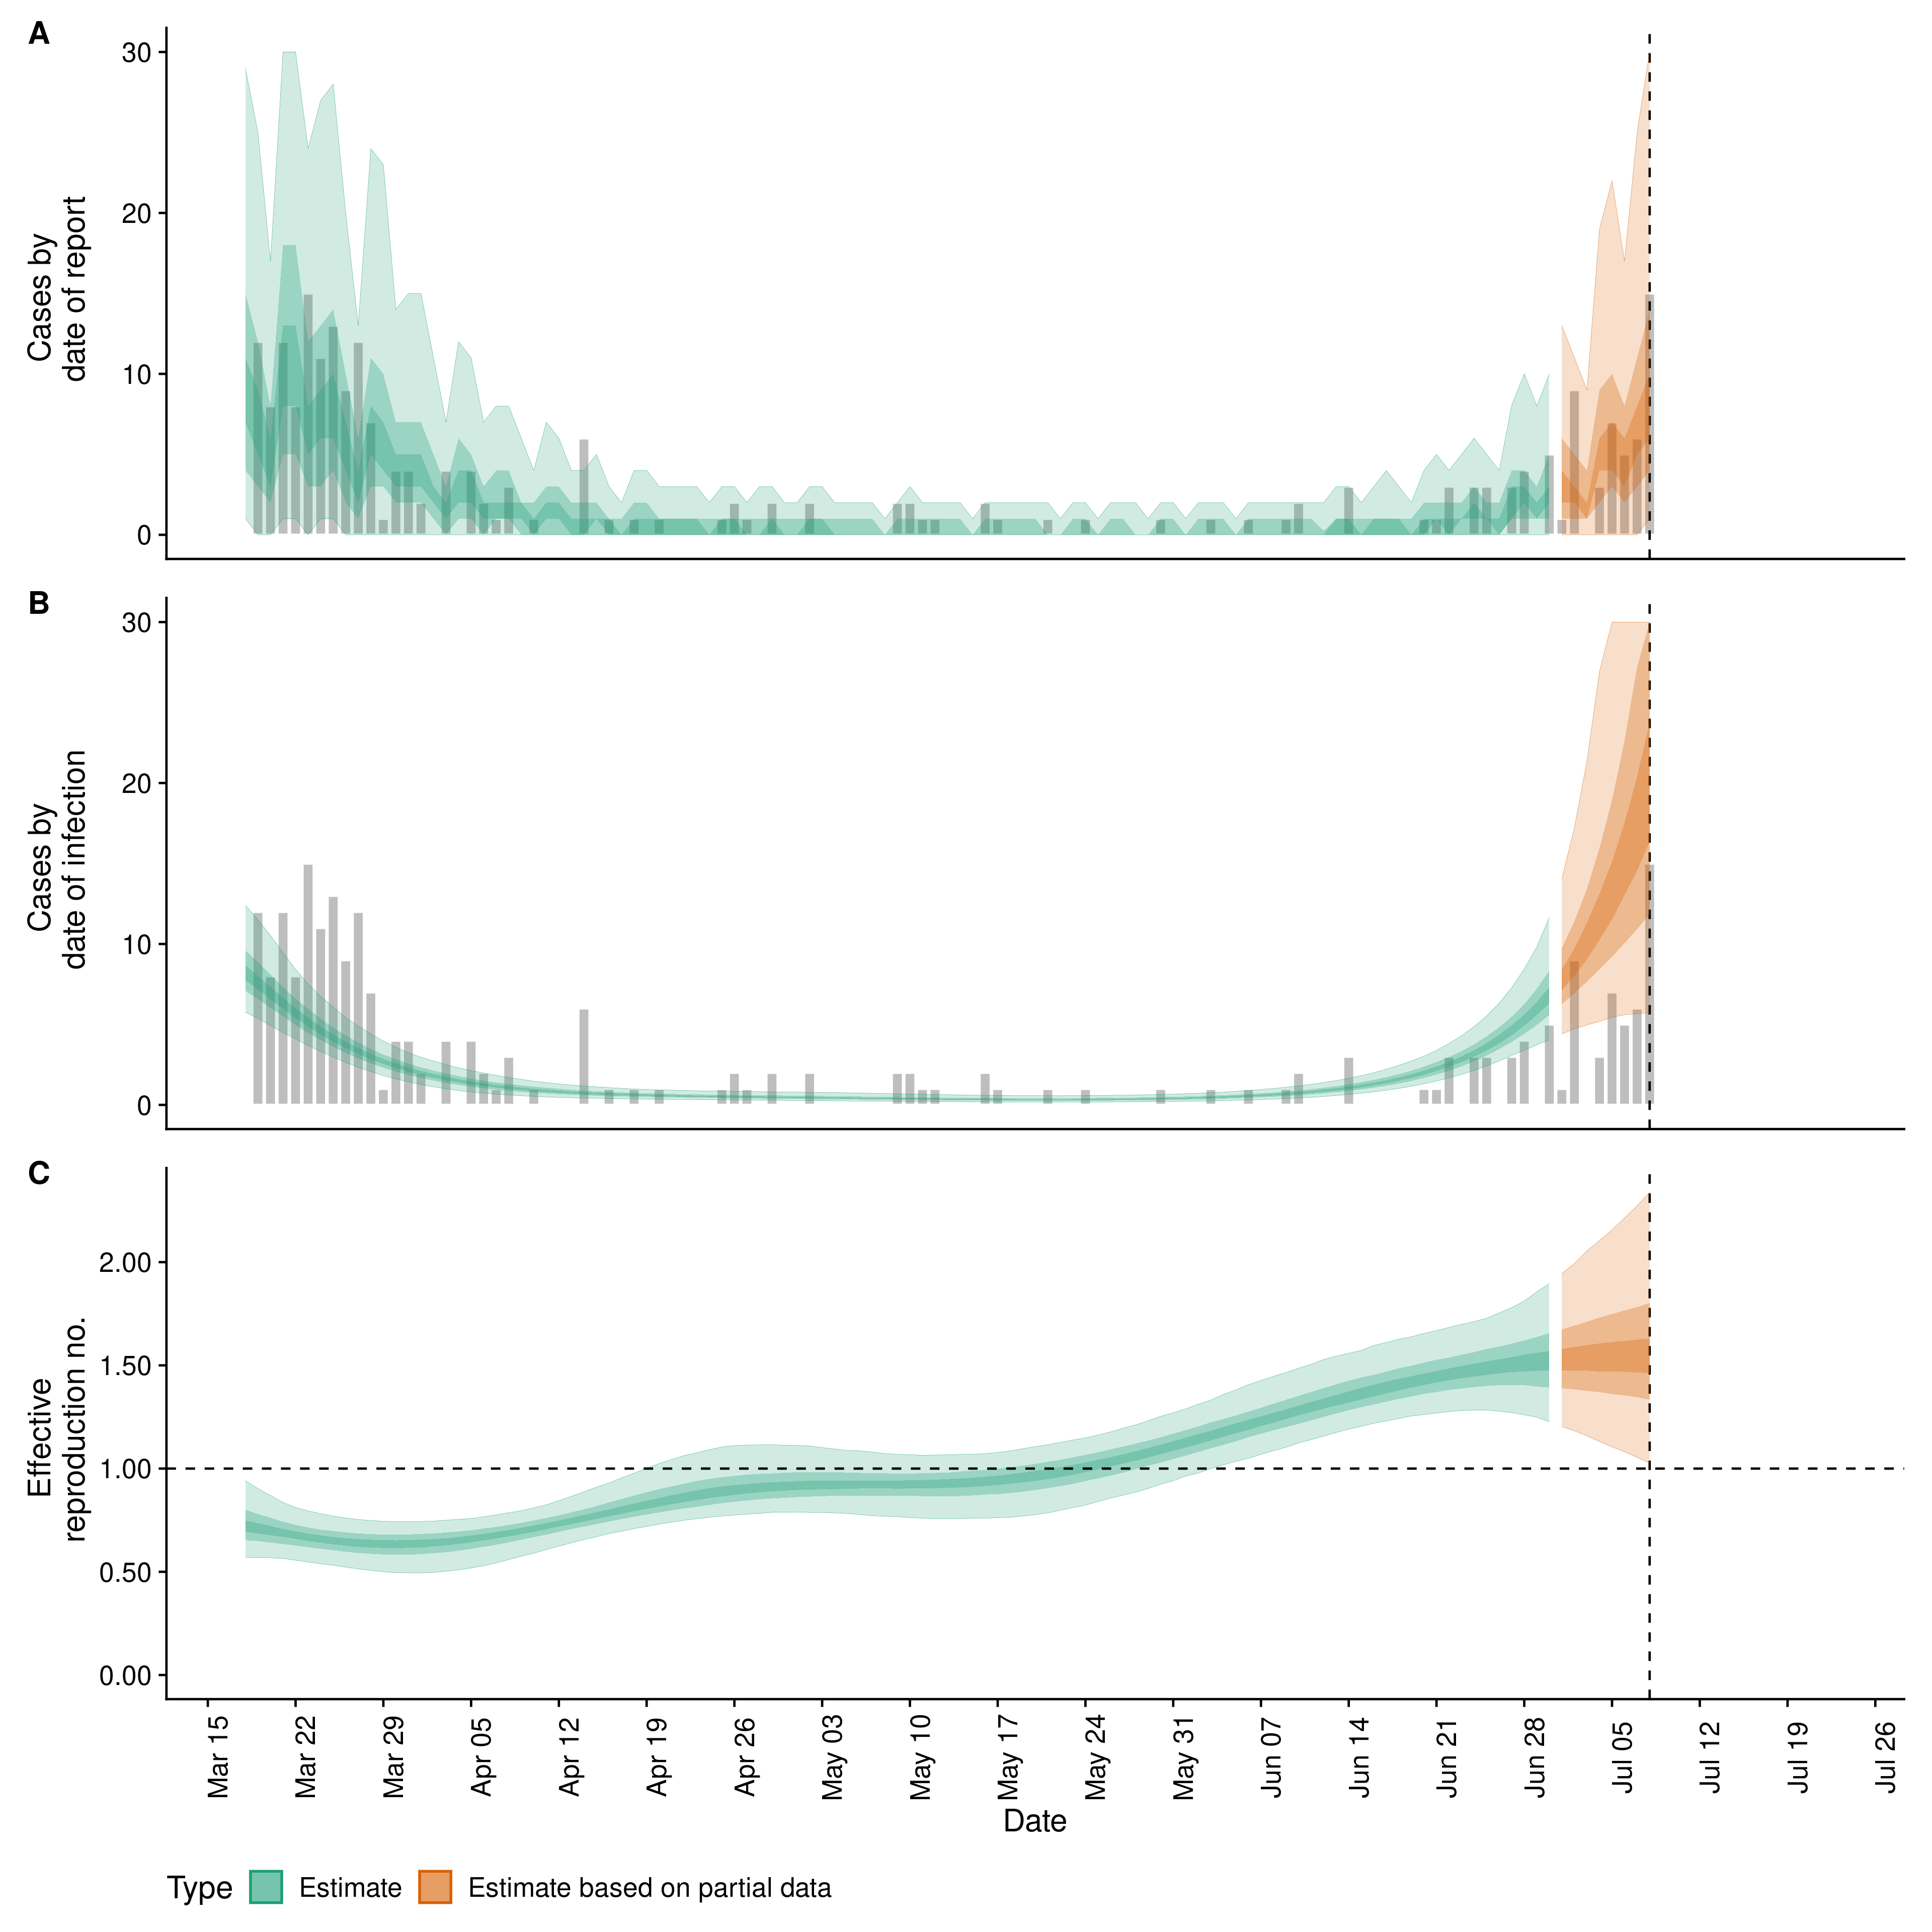 A
30
20
10
0
Cases by
date of report
B
30
20
10
0
Cases by
date of infection
C
2.00
1.50
1.00
0.50
0.00
Effective
reproduction no.
Mar 15
Mar 22
Mar 29
Apr 05
Apr 12
Apr 19
Apr 26
May 03
May 10
May 17
May 24
May 31
Jun 07
Jun 14
Jun 21
Jun 28
Jul 05
Jul 12
Jul 19
Jul 26
Date
Type Estimate Estimate based on partial data